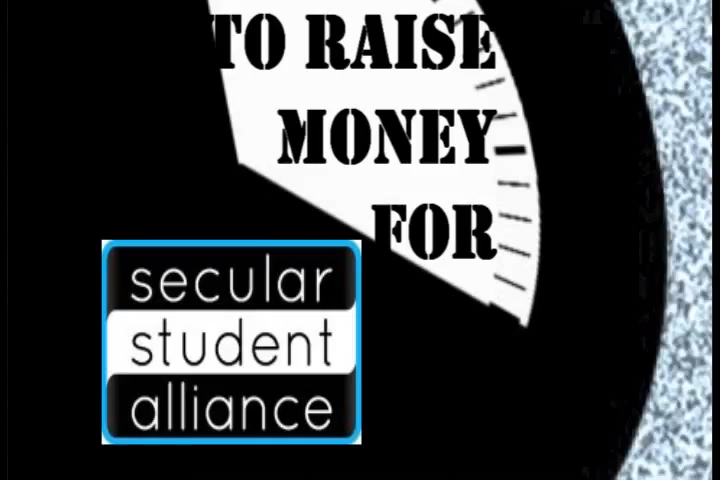 TO RAISE
MONEY
FOR
secular
student
alliance